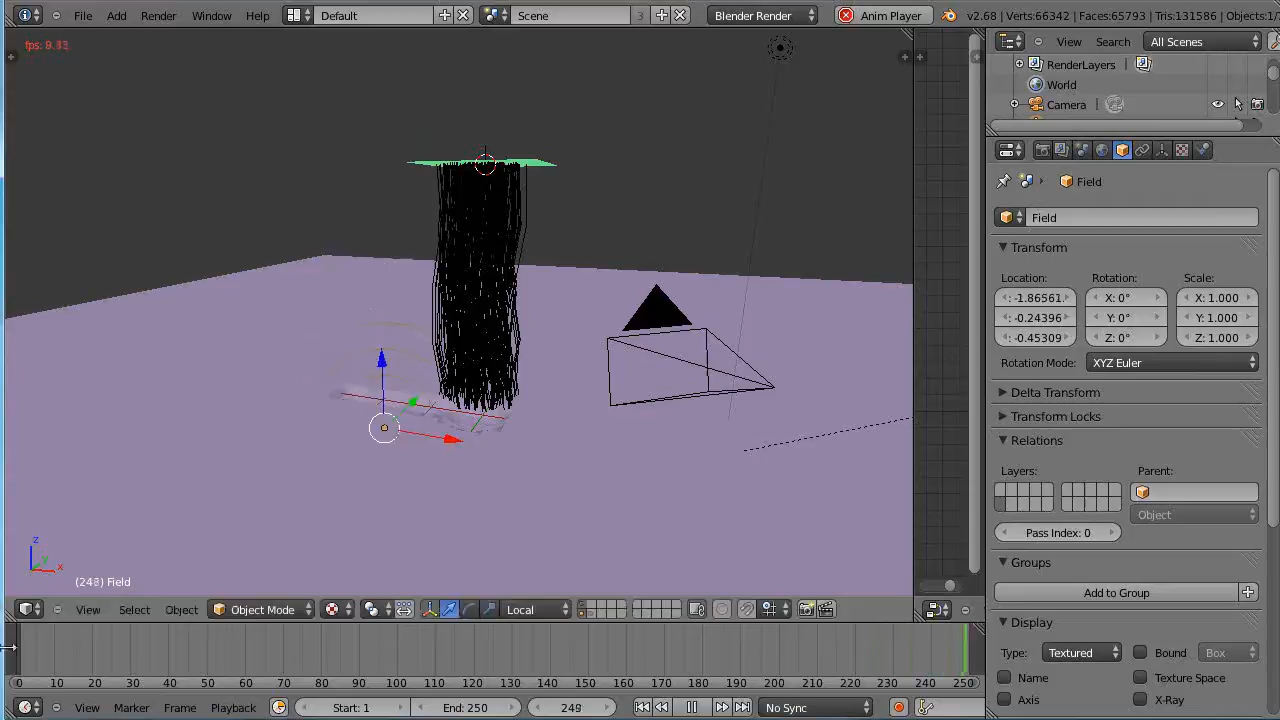 File Add Render Window Help Default Scene 3 Blender Render Anim Player v2.68 | Verts:66342 | Faces:65793 | Tris:131586 | Objects:1/
fps: 8.33
View Search All Scenes
RenderLayers
World
Camera
Field
Field
Transform
Location: Rotation: Scale:
: -1.86561 X: 0° X: 1.000
: -0.24396 Y: 0° Y: 1.000
: -0.45309 Z: 0° Z: 1.000
Rotation Mode: XYZ Euler
Delta Transform
Transform Locks
Relations
Layers: Parent:
Object
Pass Index: 0
Groups
Add to Group
Display
Type: Textured Bound Box
Name Texture Space
Axis X-Ray
z
y
x
Field
View Select Object Object Mode Local
0 10 20 30 40 50 60 70 80 90 100 110 120 130 140 150 160 170 180 190 200 210 220 230 240 250
View Marker Frame Playback Start: 1 End: 250 249 No Sync